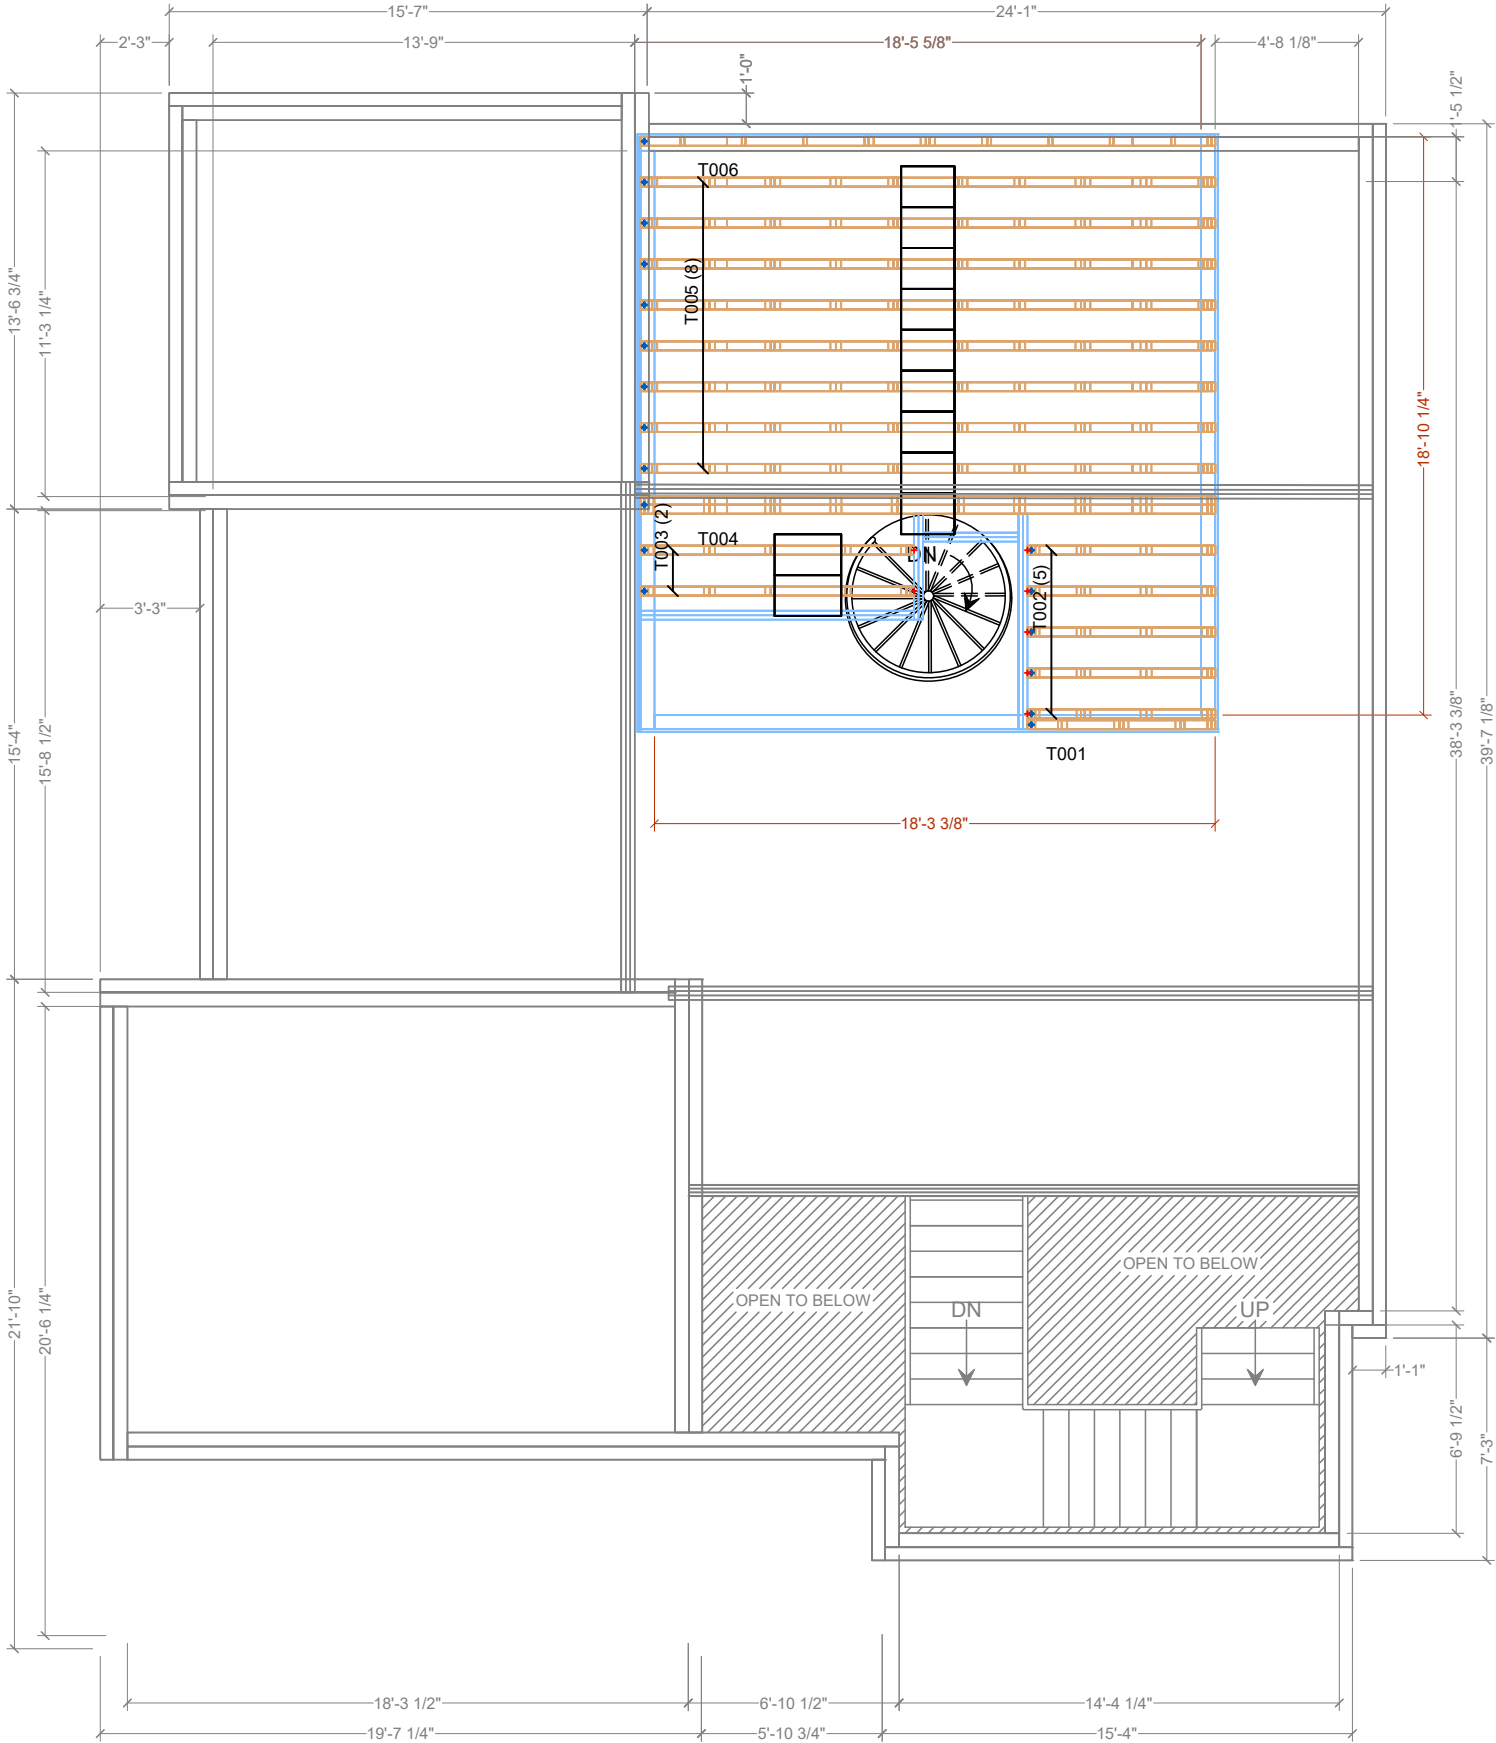 15'-7"
24'-1"
2'-3"
13'-9"
18'-5 5/8"
4'-8 1/8"
1'-0"
1'-5 1/2"
T006
13'-6 3/4"
11'-3 1/4"
T005 (8)
18'-10 1/4"
T003 (2)
T004
DN
T002 (5)
3'-3"
T001
15'-4"
15'-8 1/2"
38'-3 3/8"
39'-7 1/8"
18'-3 3/8"
OPEN TO BELOW
OPEN TO BELOW
DN
UP
21'-10"
20'-6 1/4"
1'-1"
6'-9 1/2"
7'-3"
18'-3 1/2"
6'-10 1/2"
14'-4 1/4"
19'-7 1/4"
5'-10 3/4"
15'-4"